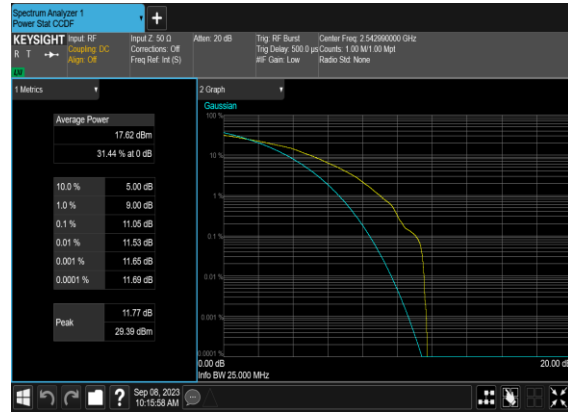 Spectrum Analyzer 1
Power Stat CCDF
+
KEYSIGHT
R T
LXI
Input: RF
Coupling: DC
Align: Off
Input Z: 50 Ω
Corrections: Off
Freq Ref: Int (S)
Atten: 20 dB
Trig: RF Burst
Trig Delay: 500.0 µs
#IF Gain: Low
Center Freq: 2.542990000 GHz
Counts: 1.00 M/1.00 Mpt
Radio Std: None
1 Metrics
Average Power
17.62 dBm
31.44 % at 0 dB
10.0 % 5.00 dB
1.0 % 9.00 dB
0.1 % 11.05 dB
0.01 % 11.53 dB
0.001 % 11.65 dB
0.0001 % 11.69 dB
Peak
11.77 dB
29.39 dBm
2 Graph
Gaussian
100 %
10 %
1 %
0.1 %
0.01 %
0.001 %
0.0001 %
0.00 dB
20.00 dB
Info BW 25.000 MHz
?
Sep 08, 2023
10:15:58 AM